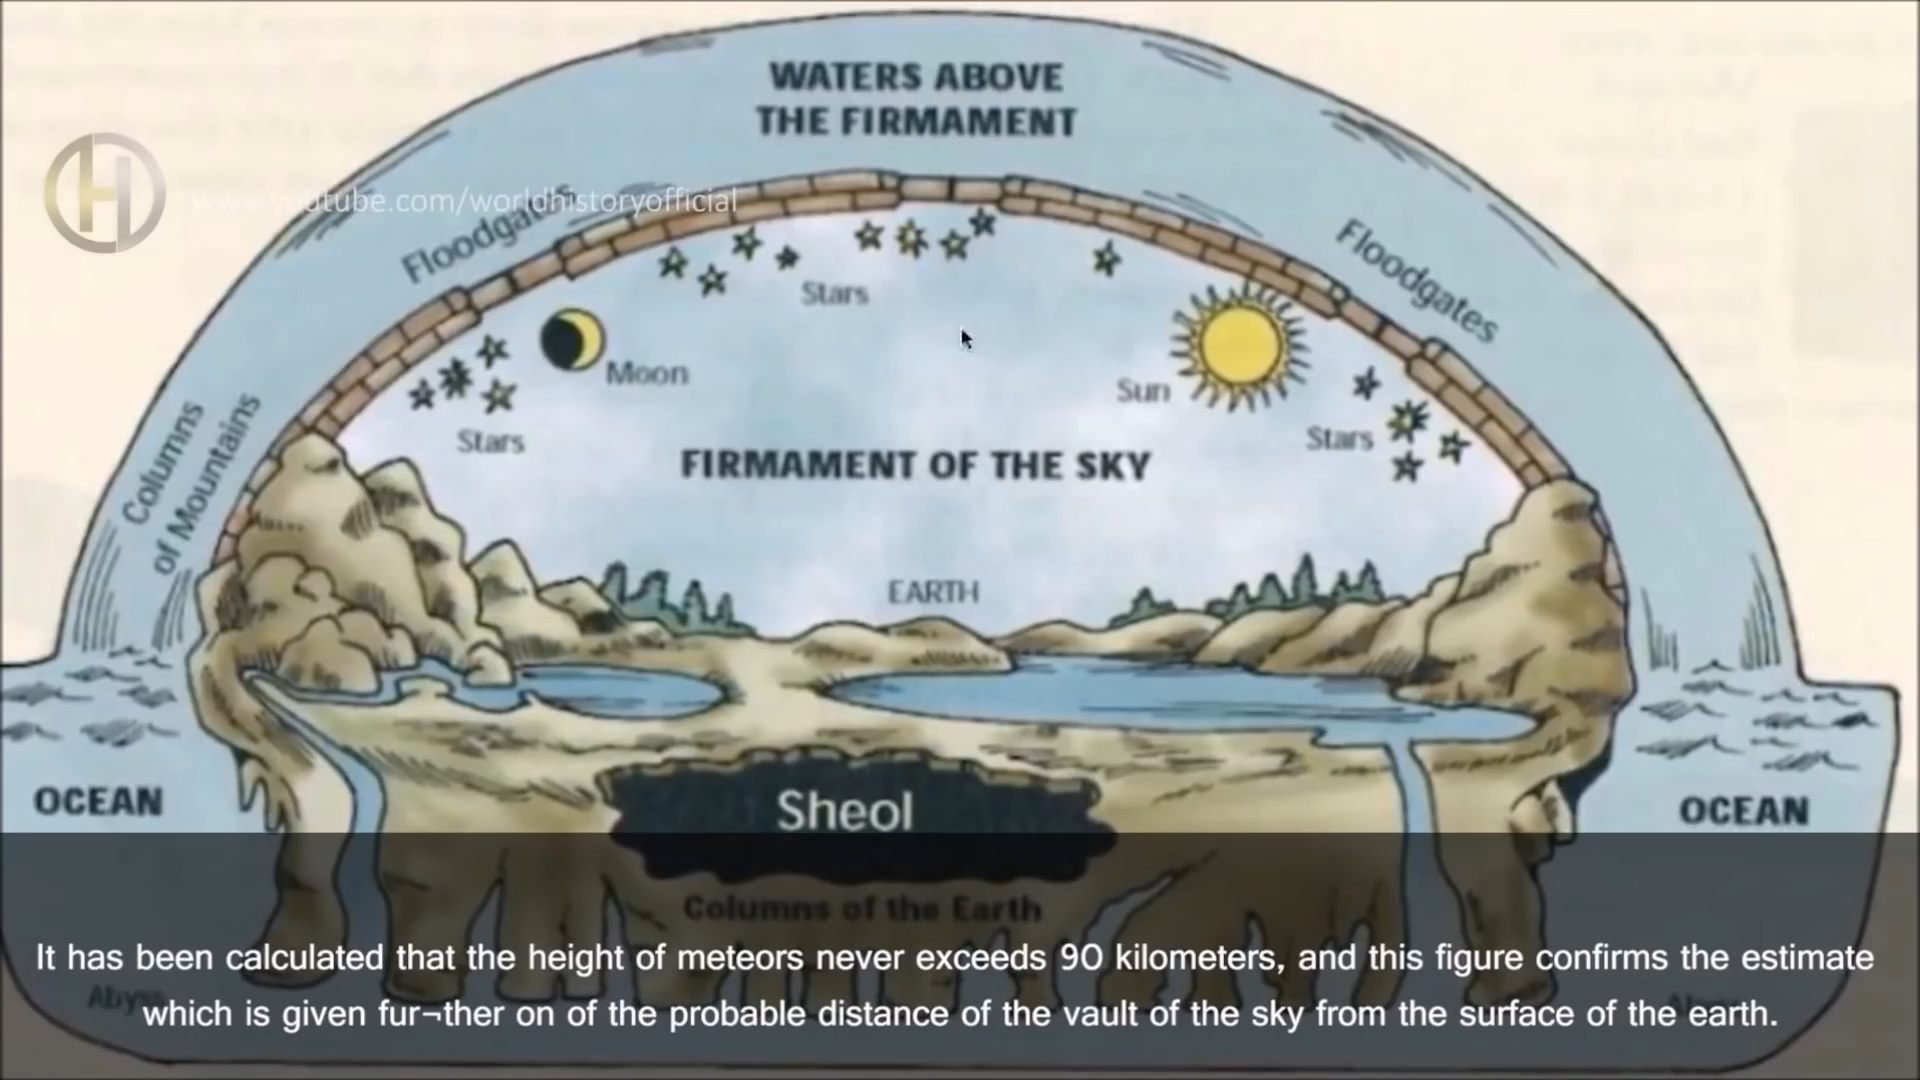 WATERS ABOVE
THE FIRMAMENT
www.youtube.com/worldhistoryofficial
Floodgates
Floodgates
Stars
Moon
Sun
Columns
of Mountains
Stars
Stars
FIRMAMENT OF THE SKY
EARTH
OCEAN
Sheol
OCEAN
Columns of the Earth
It has been calculated that the height of meteors never exceeds 90 kilometers, and this figure confirms the estimate
Abyss
which is given fur¬ther on of the probable distance of the vault of the sky from the surface of the earth.